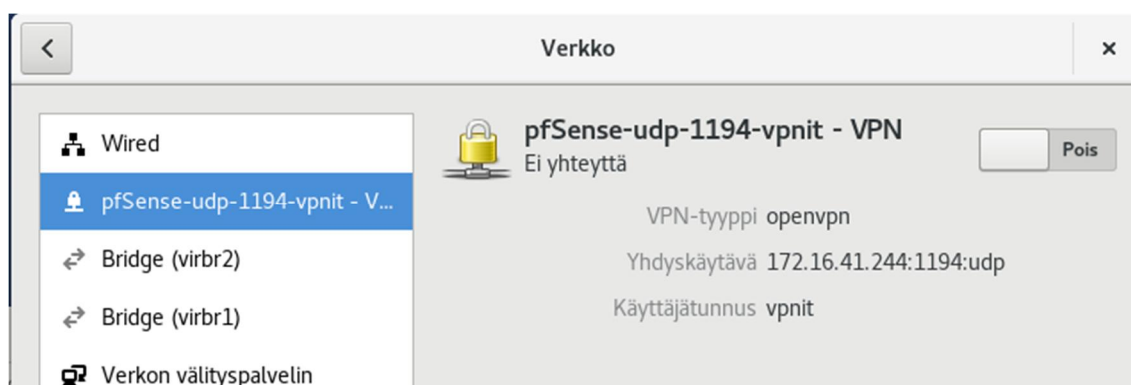 Verkko
Wired
pfSense-udp-1194-vpnit - V...
Bridge (virbr2)
Bridge (virbr1)
Verkon välityspalvelin
pfSense-udp-1194-vpnit - VPN
Ei yhteyttä
Pois
VPN-tyyppi openvpn
Yhdyskäytävä 172.16.41.244:1194:udp
Käyttäjätunnus vpnit